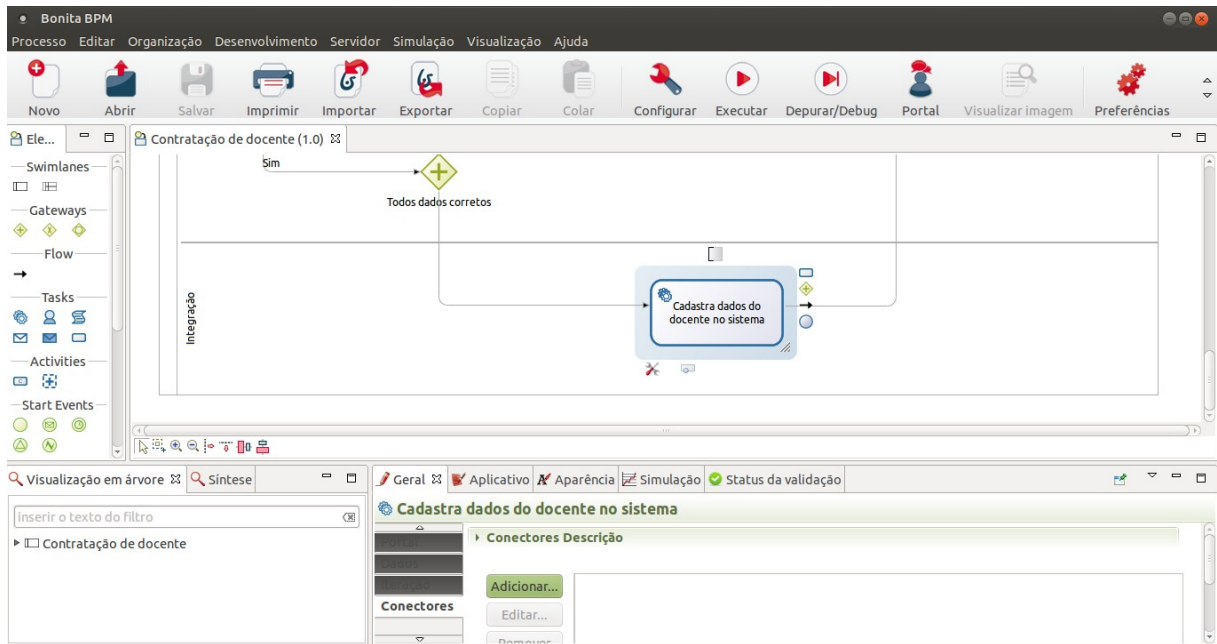 Bonita BPM
Processo Editar Organização Desenvolvimento Servidor Simulação Visualização Ajuda
Novo Abrir Salvar Imprimir Importar Exportar Copiar Colar Configurar Executar Depurar/Debug Portal Visualizar imagem Preferências
Ele... Contratação de docente (1.0)
Swimlanes
Gateways
Flow
Tasks
Activities
Start Events
Sim
Todos dados corretos
Integração
Cadastra dados do
docente no sistema
Visualização em árvore Síntese
inserir o texto do filtro
Contratação de docente
Geral Aplicativo Aparência Simulação Status da validação
Cadastra dados do docente no sistema
Portal
Dados
Iteração
Conectores
Conectores Descrição
Adicionar...
Editar...
Remover